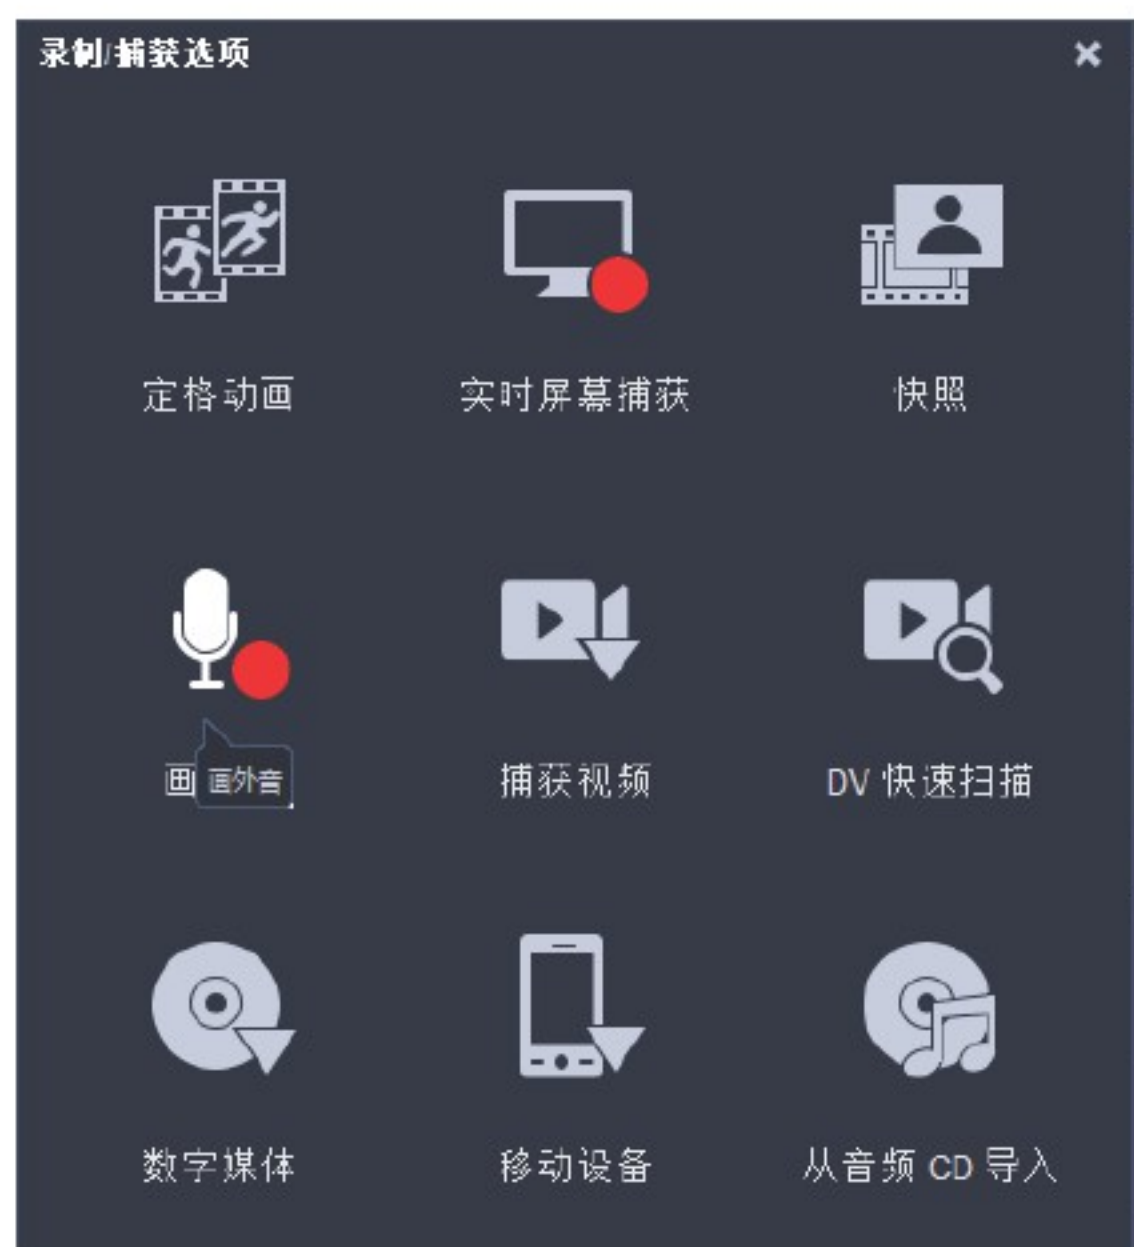 录制/捕获选项
定格动画
实时屏幕捕获
快照
画
画外音
捕获视频
DV 快速扫描
数字媒体
移动设备
从音频 CD 导入